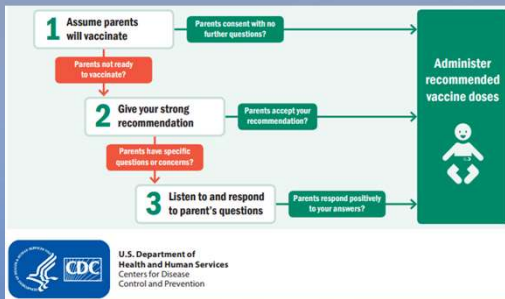 1 Assume parents
will vaccinate
Parents consent with no
further questions?
Parents not ready
to vaccinate?
2 Give your strong
recommendation
Parents accept your
recommendation?
Parents have specific
questions or concerns?
3 Listen to and respond
to parent's questions
Parents respond positively
to your answers?
Administer
recommended
vaccine doses
CDC
U.S. Department of
Health and Human Services
Centers for Disease
Control and Prevention